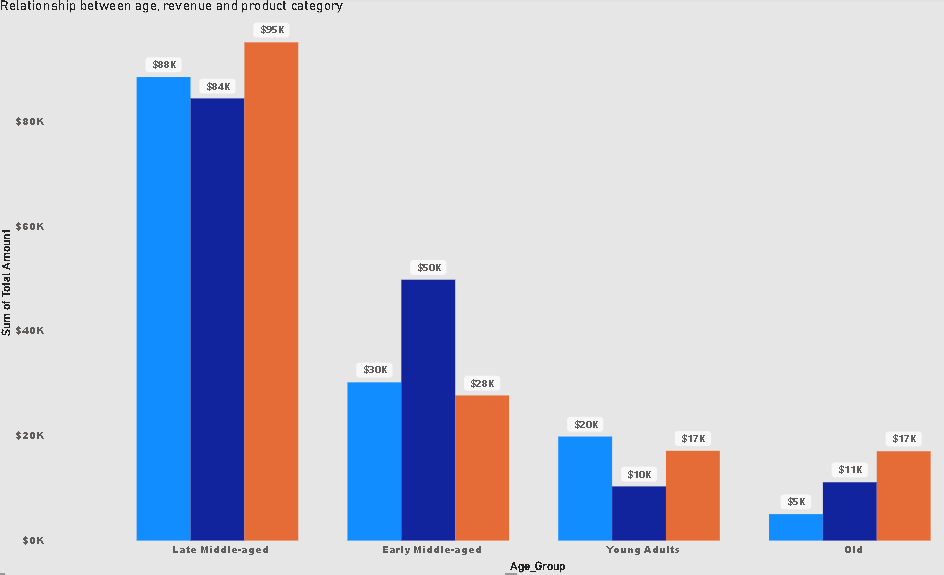 Relationship between age, revenue and product category
$95K
$88K
$84K
$80K
$60K
Sum of Total Amount
$50K
$40K
$30K
$28K
$20K
$20K
$17K
$17K
$10K
$11K
$5K
$0K
Late Middle-aged
Early Middle-aged
Young Adults
Old
Age_Group